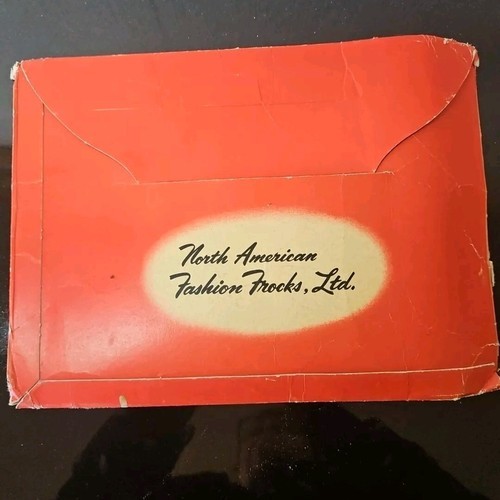 North American
Fashion Frocks, Ltd.